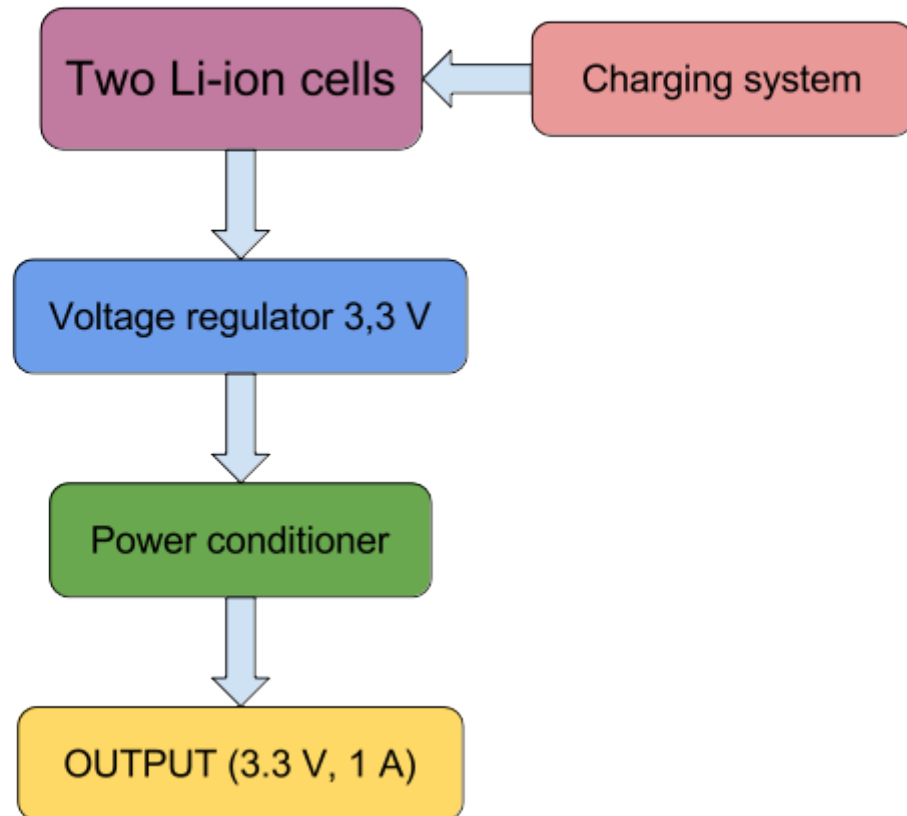 Two Li-ion cells
Charging system
Voltage regulator 3,3 V
Power conditioner
OUTPUT (3.3 V, 1 A)